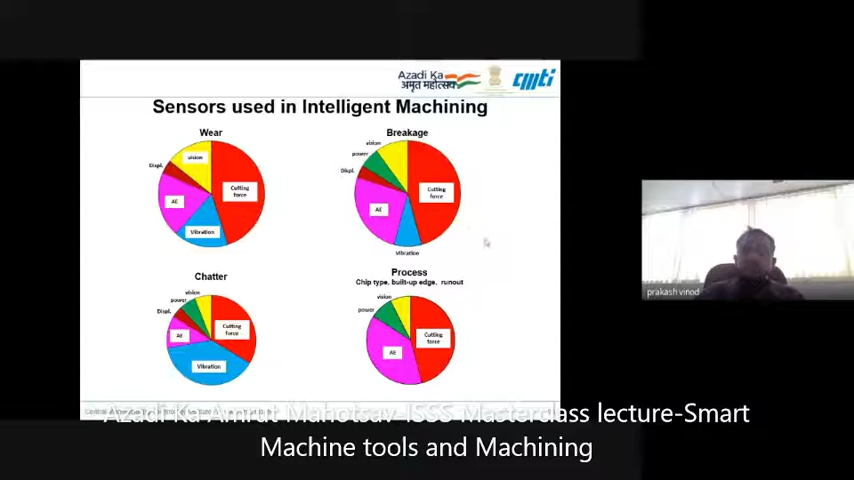 Azadi Ka
अमृत महोत्सव
cmti
Sensors used in Intelligent Machining
Wear
vision
Displ.
Cutting
force
AE
Vibration
Breakage
vision
power
Displ.
Cutting
force
AE
vibration
Chatter
vision
power
Displ.
Cutting
force
AE
Vibration
Process
Chip type, built-up edge, runout
vision
power
Cutting
force
AE
prakash vinod
Azadi Ka Amrut Mahotsav-ISSS Masterclass lecture-Smart
Machine tools and Machining